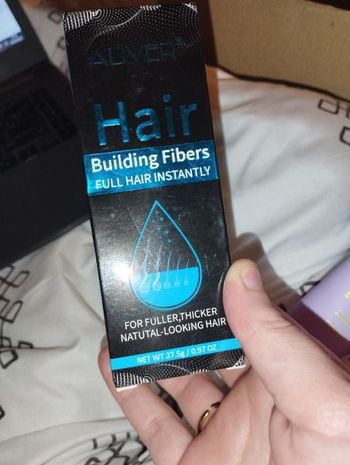 ALIVER
Hair
Building Fibers
FULL HAIR INSTANTLY
FOR FULLER,THICKER
NATUTAL-LOOKING HAIR
NET WT 27.5g / 0.97 OZ